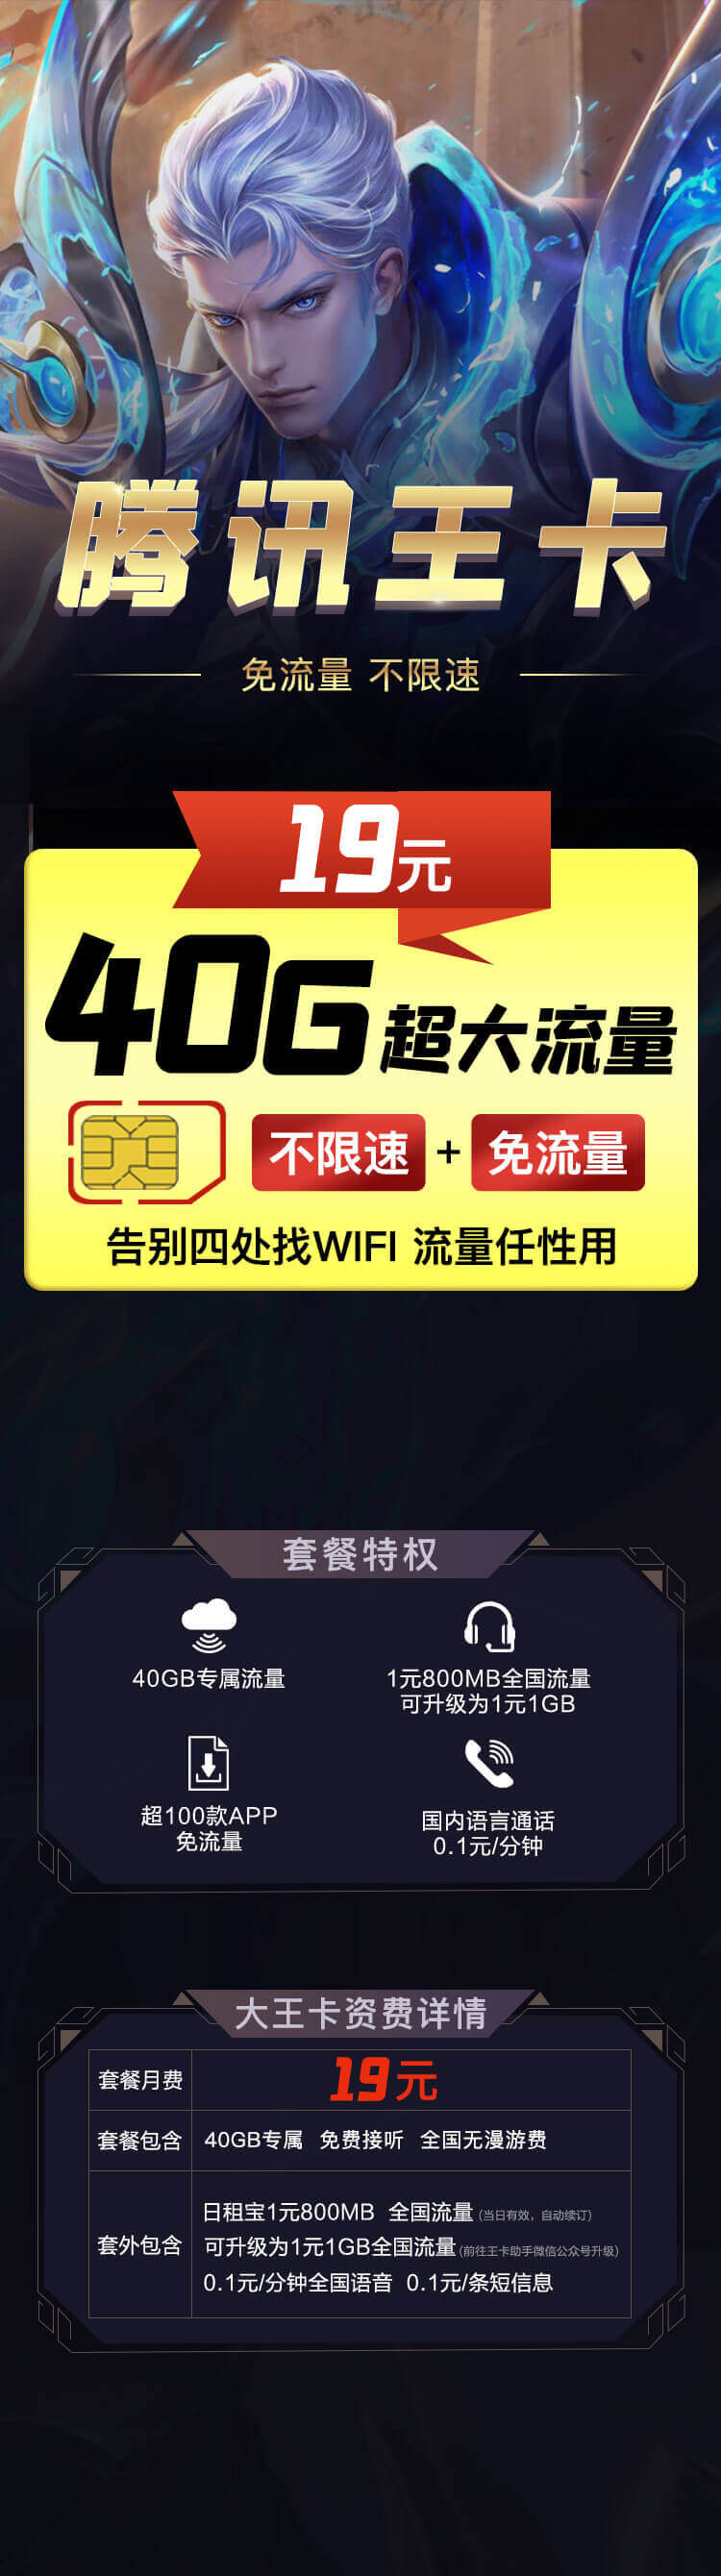 腾讯王卡
免流量 不限速
19元
40G超大流量
不限速 + 免流量
告别四处找WIFI 流量任性用
套餐特权
40GB专属流量
1元800MB全国流量
可升级为1元1GB
超100款APP
免流量
国内语言通话
0.1元/分钟
大王卡资费详情
套餐月费 19元
套餐包含 40GB专属 免费接听 全国无漫游费
套外包含
日租宝1元800MB 全国流量 (当日有效，自动续订)
可升级为1元1GB全国流量 (前往王卡助手微信公众号升级)
0.1元/分钟全国语音 0.1元/条短信息